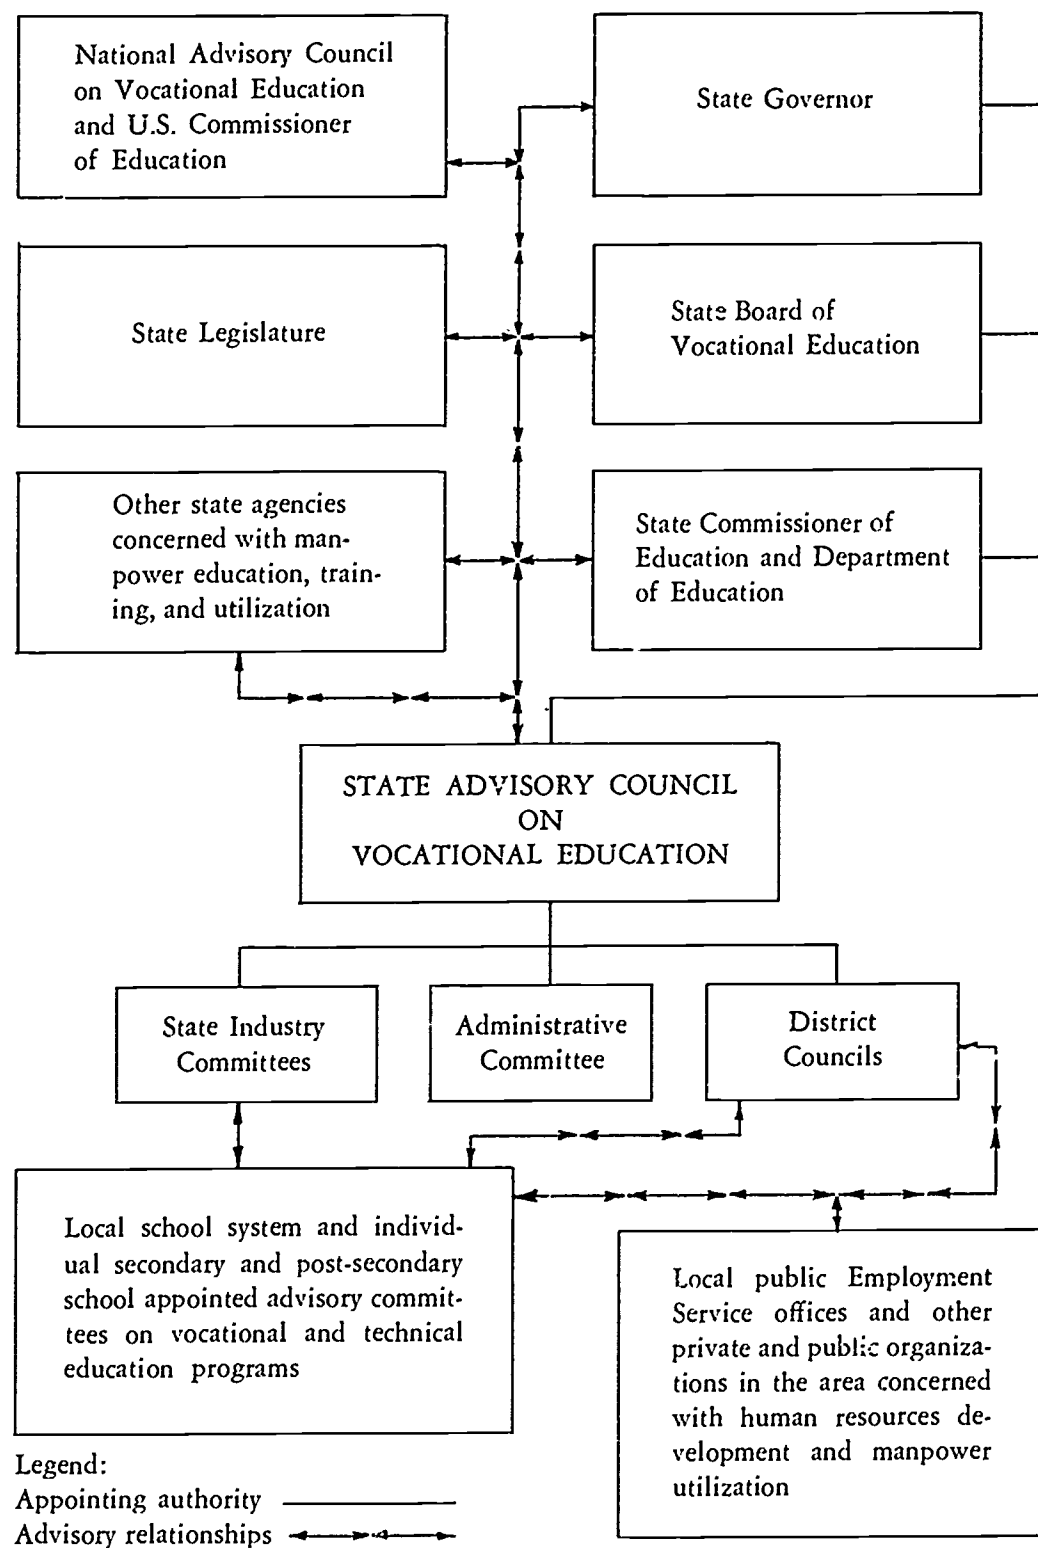 National Advisory Council
on Vocational Education
and U.S. Commissioner
of Education
State Governor
State Legislature
State Board of
Vocational Education
Other state agencies
concerned with man-
power education, train-
ing, and utilization
State Commissioner of
Education and Department
of Education
STATE ADVISORY COUNCIL
ON
VOCATIONAL EDUCATION
State Industry
Committees
Administrative
Committee
District
Councils
Local school system and individ-
ual secondary and post-secondary
school appointed advisory commit-
tees on vocational and technical
education programs
Local public Employment
Service offices and other
private and public organiza-
tions in the area concerned
with human resources de-
velopment and manpower
utilization
Legend:
Appointing authority
Advisory relationships